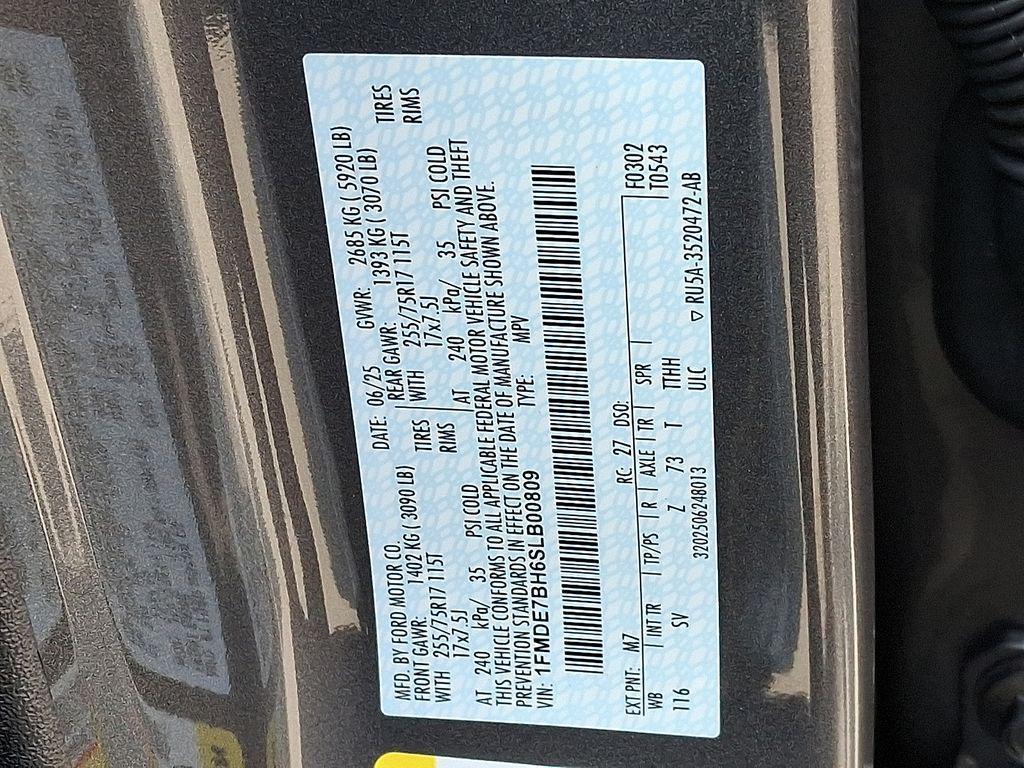 MFD. BY FORD MOTOR CO.
DATE: 06/25 GVWR: 2685 KG ( 5920 LB)
FRONT GAWR: 1402 KG ( 3090 LB) REAR GAWR: 1393 KG ( 3070 LB)
WITH 255/75R17 115T TIRES WITH 255/75R17 115T TIRES
17x7.5J RIMS 17x7.5J RIMS
AT 240 kPa/ 35 PSI COLD AT 240 kPa/ 35 PSI COLD
THIS VEHICLE CONFORMS TO ALL APPLICABLE FEDERAL MOTOR VEHICLE SAFETY AND THEFT
PREVENTION STANDARDS IN EFFECT ON THE DATE OF MANUFACTURE SHOWN ABOVE.
VIN: 1FMDE7BH6SLB00809 TYPE: MPV
EXT PNT: M7 RC: 27 DSO: F0302
WB INT TR TP/PS R AXLE TR SPR T0543
116 SV Z 73 T TTHH
3202506248013 ULC ▽ RU5A-3520472-AB